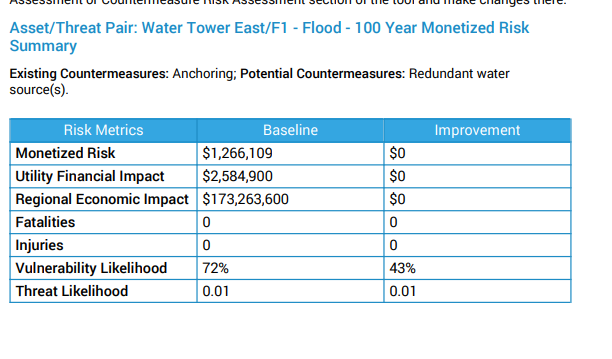 Assessment or Countermeasure Risk Assessment section of the tool and make changes there.
Asset/Threat Pair: Water Tower East/F1 - Flood - 100 Year Monetized Risk
Summary
Existing Countermeasures: Anchoring; Potential Countermeasures: Redundant water
source(s).
Risk Metrics Baseline Improvement
Monetized Risk $1,266,109 $0
Utility Financial Impact $2,584,900 $0
Regional Economic Impact $173,263,600 $0
Fatalities 0 0
Injuries 0 0
Vulnerability Likelihood 72% 43%
Threat Likelihood 0.01 0.01